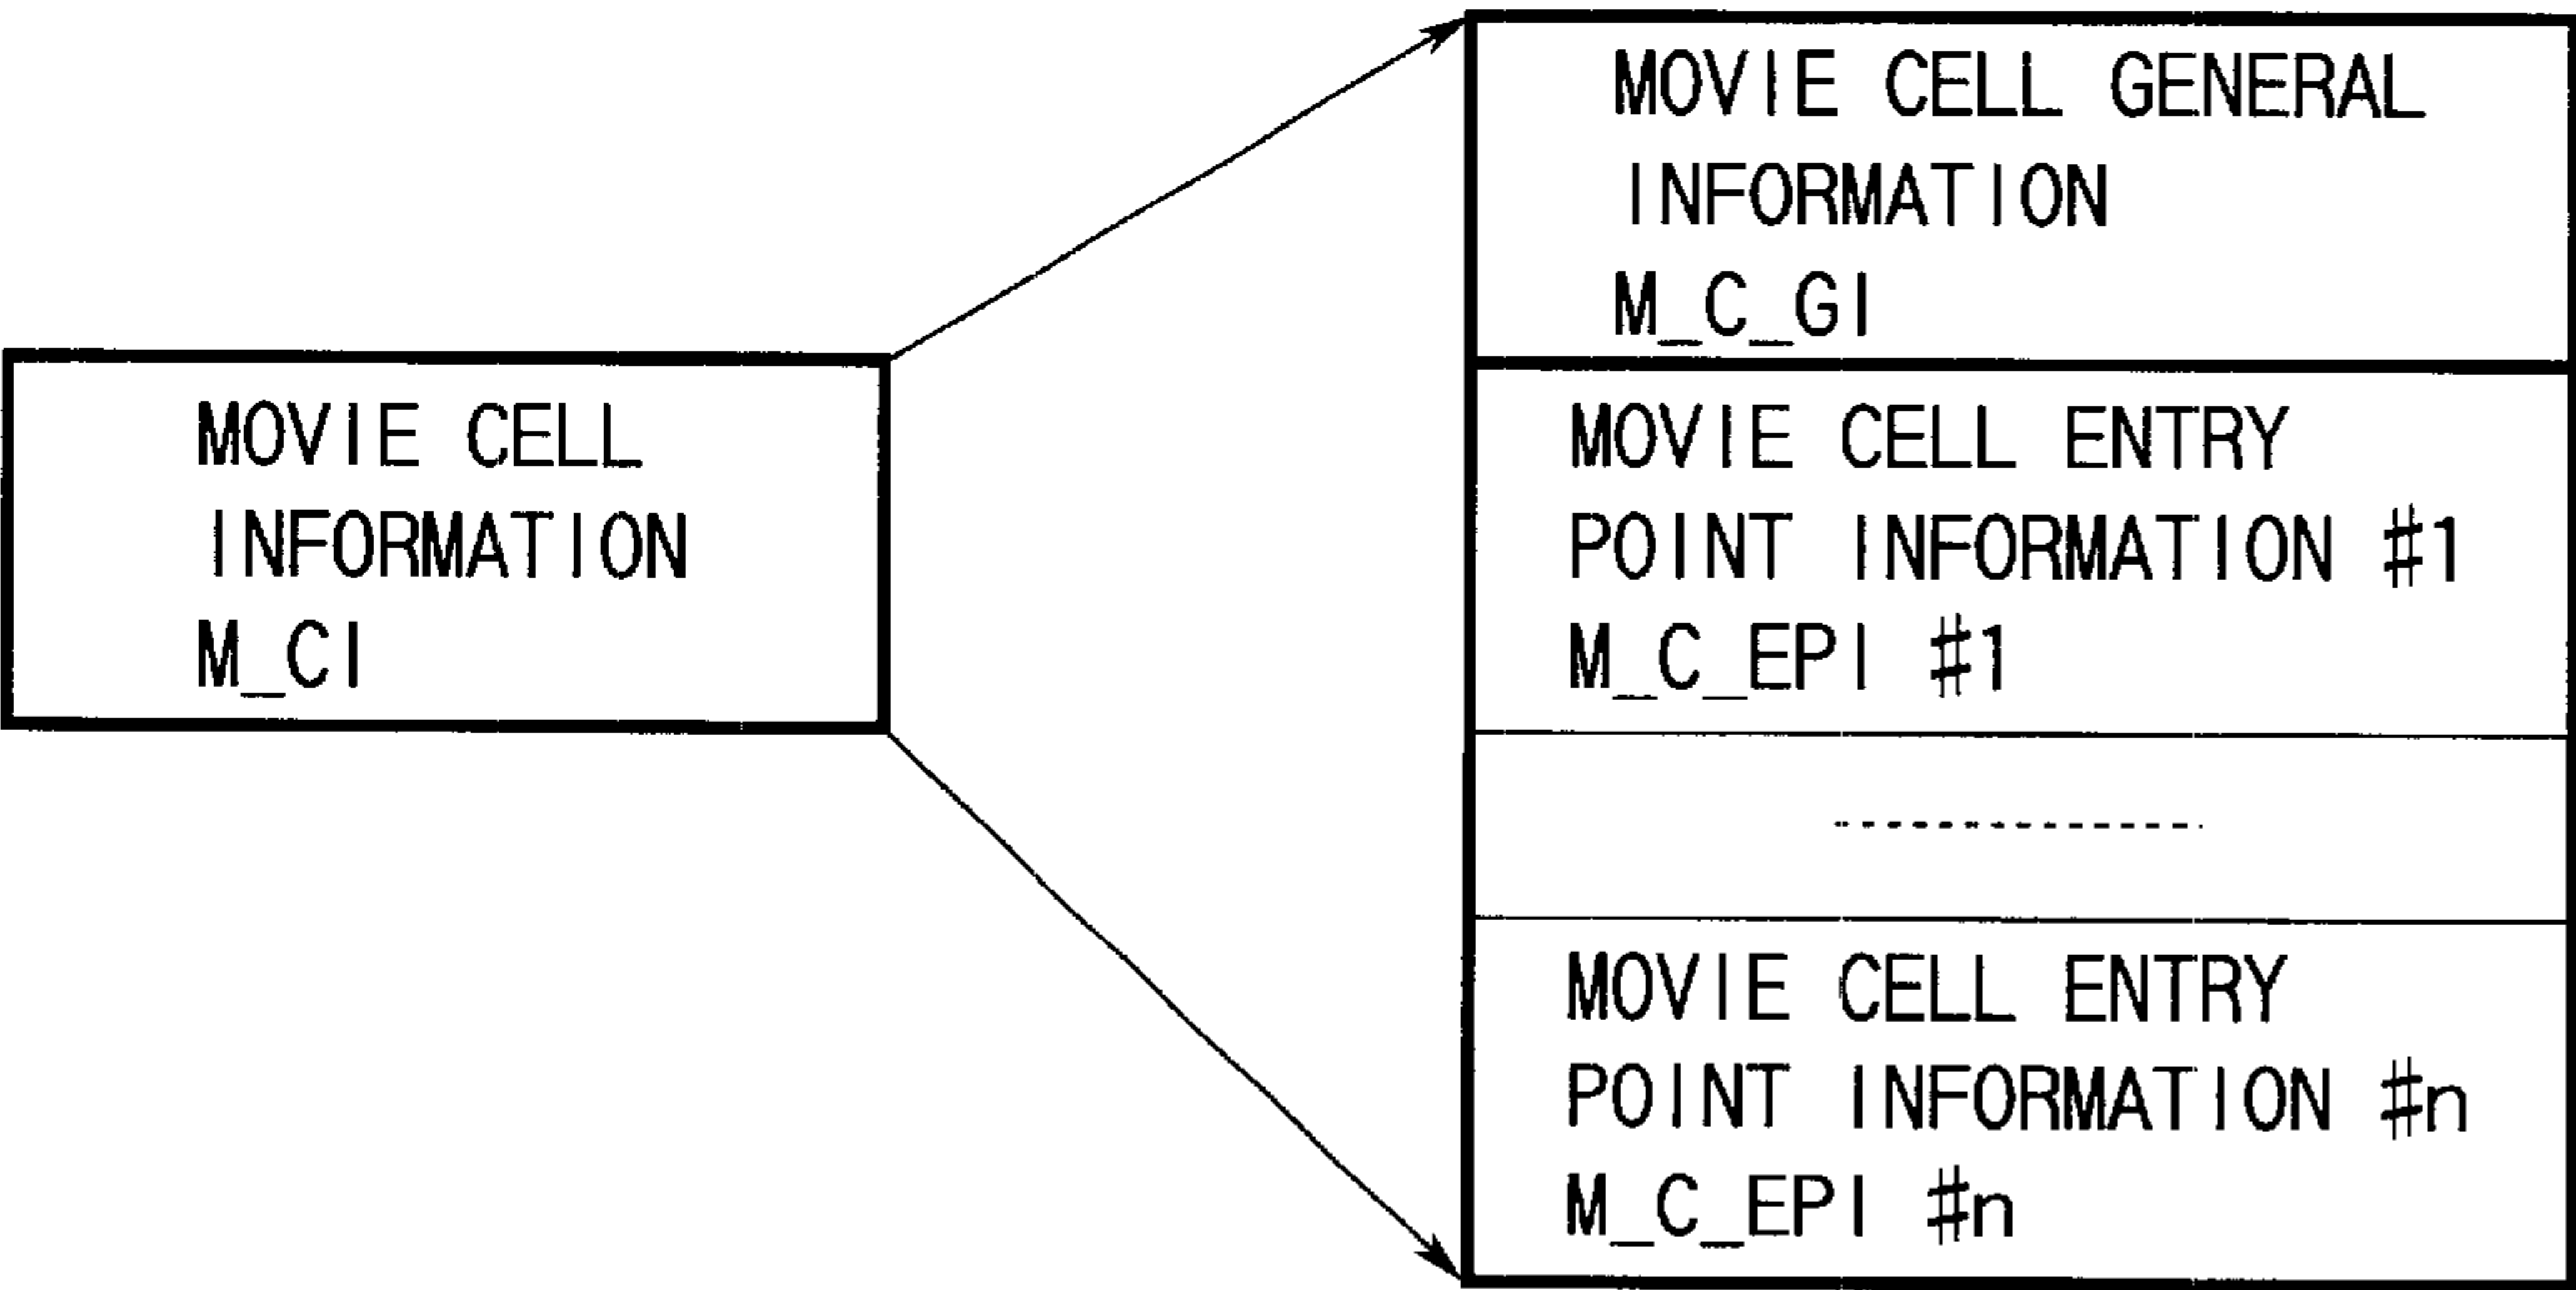 MOVIE CELL
INFORMATION
M_CI
MOVIE CELL GENERAL
INFORMATION
M_C_GI
MOVIE CELL ENTRY
POINT INFORMATION #1
M_C_EPI #1
MOVIE CELL ENTRY
POINT INFORMATION #n
M_C_EPI #n